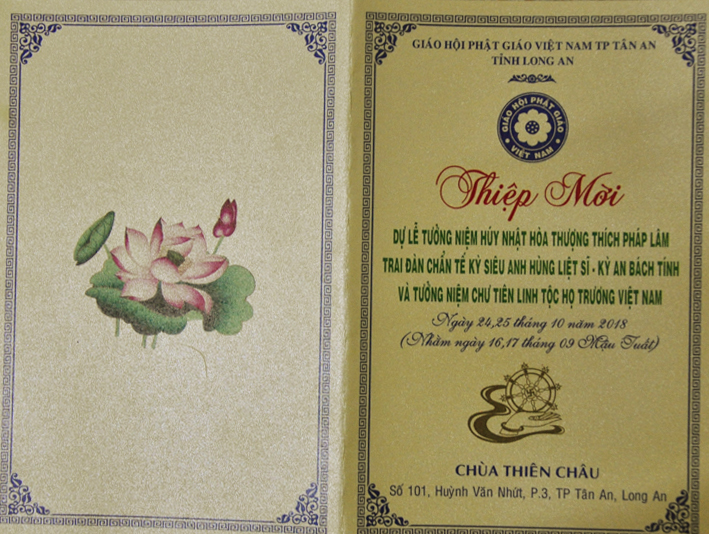 GIÁO HỘI PHẬT GIÁO VIỆT NAM TP TÂN AN
TỈNH LONG AN
GIÁO HỘI PHẬT GIÁO
VIỆT NAM
Thiệp Mời
DỰ LỄ TƯỞNG NIỆM HÚY NHẬT HÒA THƯỢNG THÍCH PHÁP LÂM
TRAI ĐÀN CHẨN TẾ KỲ SIÊU ANH HÙNG LIỆT SĨ - KỲ AN BÁCH TÍNH
VÀ TƯỞNG NIỆM CHƯ TIÊN LINH TỘC HỌ TRƯƠNG VIỆT NAM
Ngày 24,25 tháng 10 năm 2018
(Nhằm ngày 16,17 tháng 09 Mậu Tuất)
CHÙA THIÊN CHÂU
Số 101, Huỳnh Văn Nhứt, P.3, TP Tân An, Long An